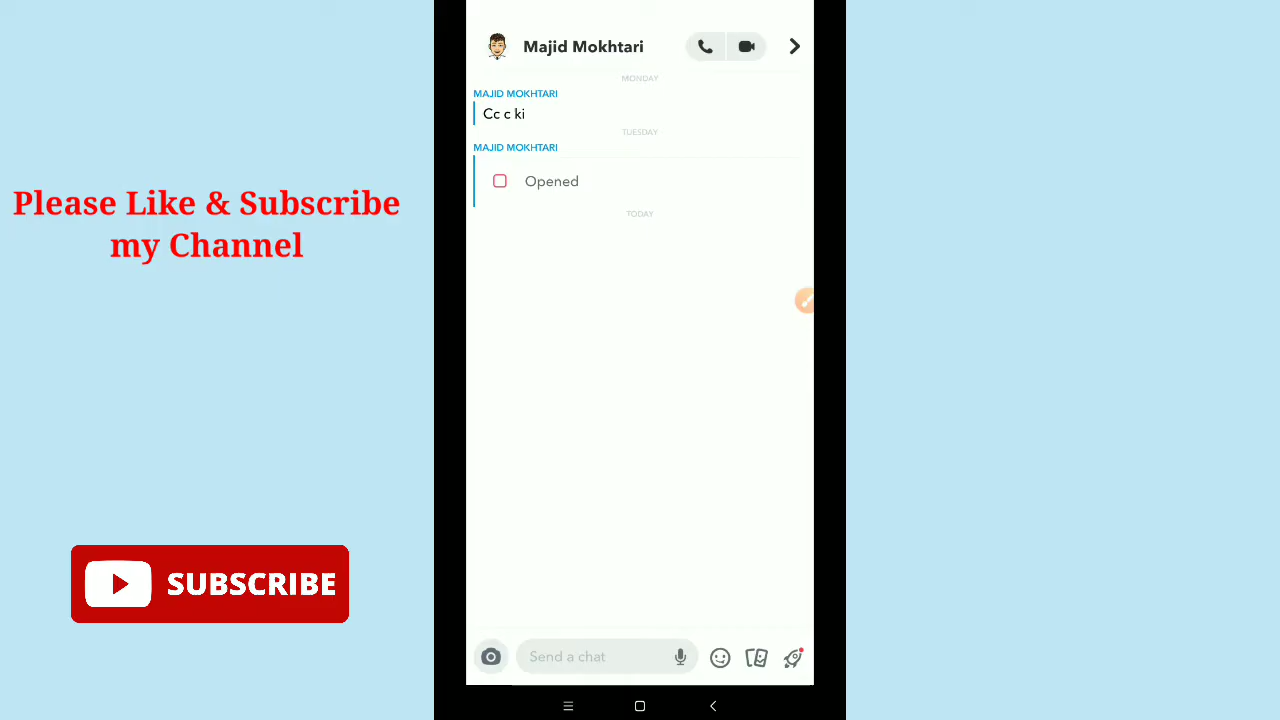 Please Like & Subscribe
my Channel
SUBSCRIBE
Majid Mokhtari
MONDAY
MAJID MOKHTARI
Cc c ki
TUESDAY
MAJID MOKHTARI
Opened
TODAY
Send a chat